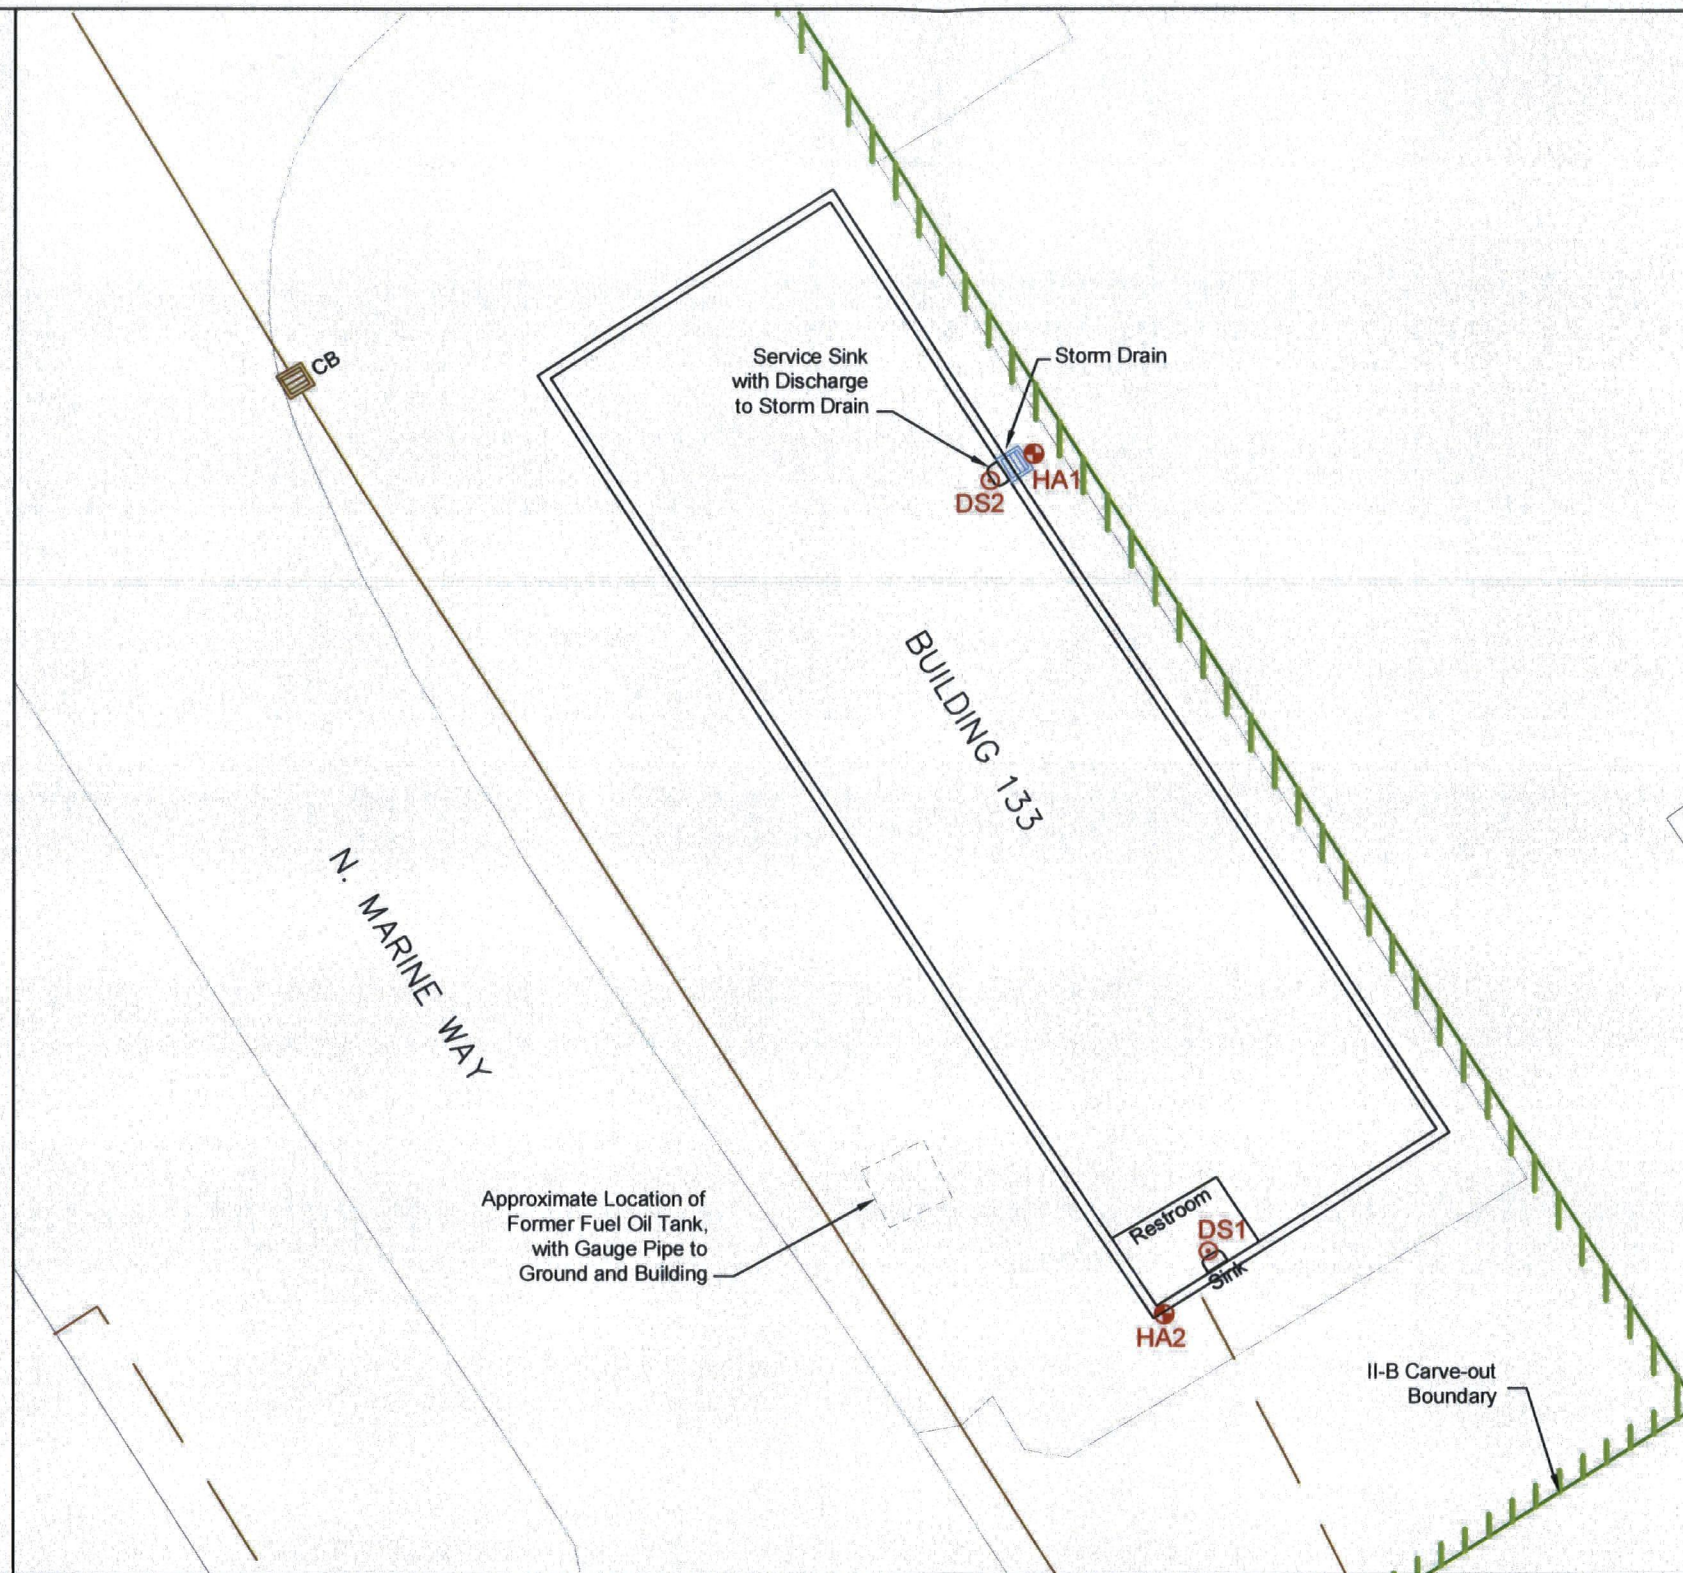 CB
Service Sink
with Discharge
to Storm Drain
Storm Drain
HA1
DS2
BUILDING 133
N. MARINE WAY
Approximate Location of
Former Fuel Oil Tank,
with Gauge Pipe to
Ground and Building
Restroom
DS1
Sink
HA2
II-B Carve-out
Boundary